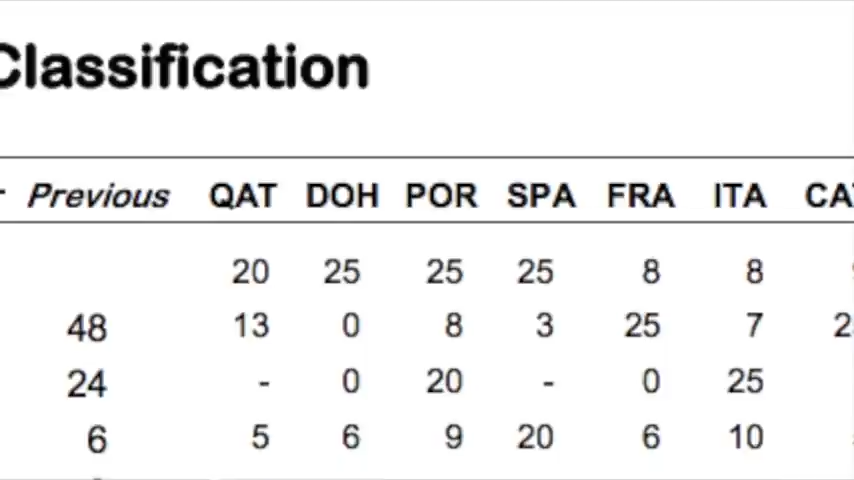 Classification
Previous QAT DOH POR SPA FRA ITA
20 25 25 25 8 8
48 13 0 8 3 25 7
24 - 0 20 - 0 25
6 5 6 9 20 6 10